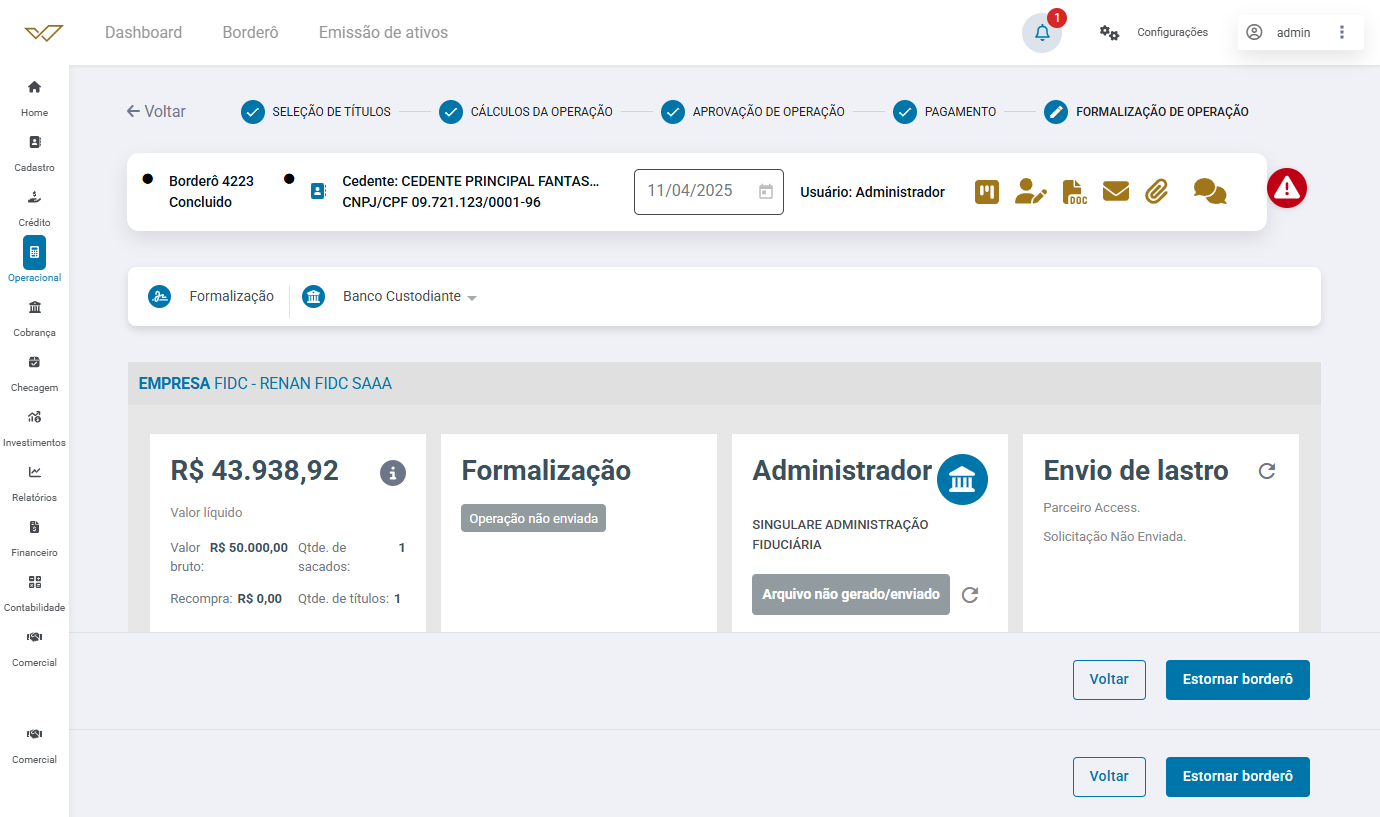 Dashboard
Borderô
Emissão de ativos
1
Configurações
admin
Home
Cadastro
Crédito
Operacional
Cobrança
Checagem
Investimentos
Relatórios
Financeiro
Contabilidade
Comercial
Comercial
Voltar
SELEÇÃO DE TÍTULOS
CÁLCULOS DA OPERAÇÃO
APROVAÇÃO DE OPERAÇÃO
PAGAMENTO
FORMALIZAÇÃO DE OPERAÇÃO
Borderô 4223
Concluido
Cedente: CEDENTE PRINCIPAL FANTAS...
CNPJ/CPF 09.721.123/0001-96
11/04/2025
Usuário: Administrador
DOC
Formalização
Banco Custodiante
EMPRESA FIDC - RENAN FIDC SAAA
R$ 43.938,92
Valor líquido
Valor bruto: R$ 50.000,00
Qtde. de sacados: 1
Recompra: R$ 0,00
Qtde. de títulos: 1
Formalização
Operação não enviada
Administrador
SINGULARE ADMINISTRAÇÃO
FIDUCIÁRIA
Arquivo não gerado/enviado
Envio de lastro
Parceiro Access.
Solicitação Não Enviada.
Voltar
Estornar borderô
Voltar
Estornar borderô